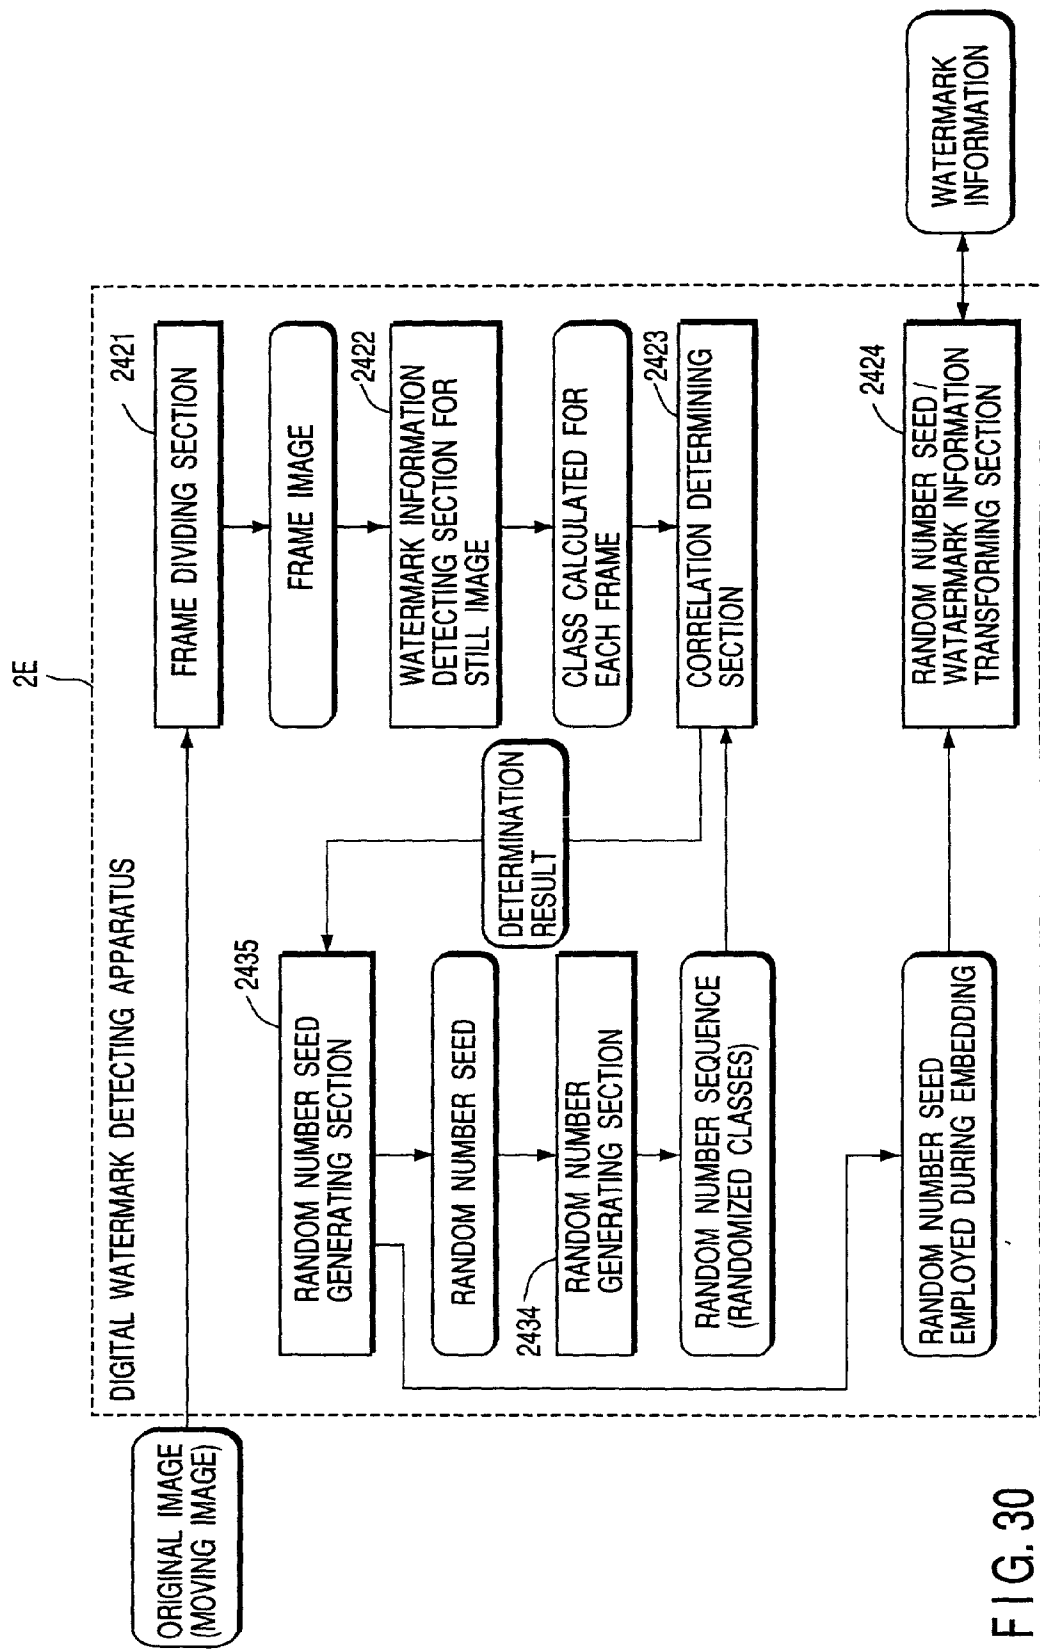 2E
DIGITAL WATERMARK DETECTING APPARATUS
ORIGINAL IMAGE
(MOVING IMAGE)
2421
FRAME DIVIDING SECTION
FRAME IMAGE
2422
WATERMARK INFORMATION
DETECTING SECTION FOR
STILL IMAGE
CLASS CALCULATED FOR
EACH FRAME
2423
CORRELATION DETERMINING
SECTION
DETERMINATION
RESULT
2435
RANDOM NUMBER SEED
GENERATING SECTION
RANDOM NUMBER SEED
2434
RANDOM NUMBER
GENERATING SECTION
RANDOM NUMBER SEQUENCE
(RANDOMIZED CLASSES)
RANDOM NUMBER SEED
EMPLOYED DURING EMBEDDING
2424
RANDOM NUMBER SEED/
WATAERMARK INFORMATION
TRANSFORMING SECTION
WATERMARK
INFORMATION
FIG. 30